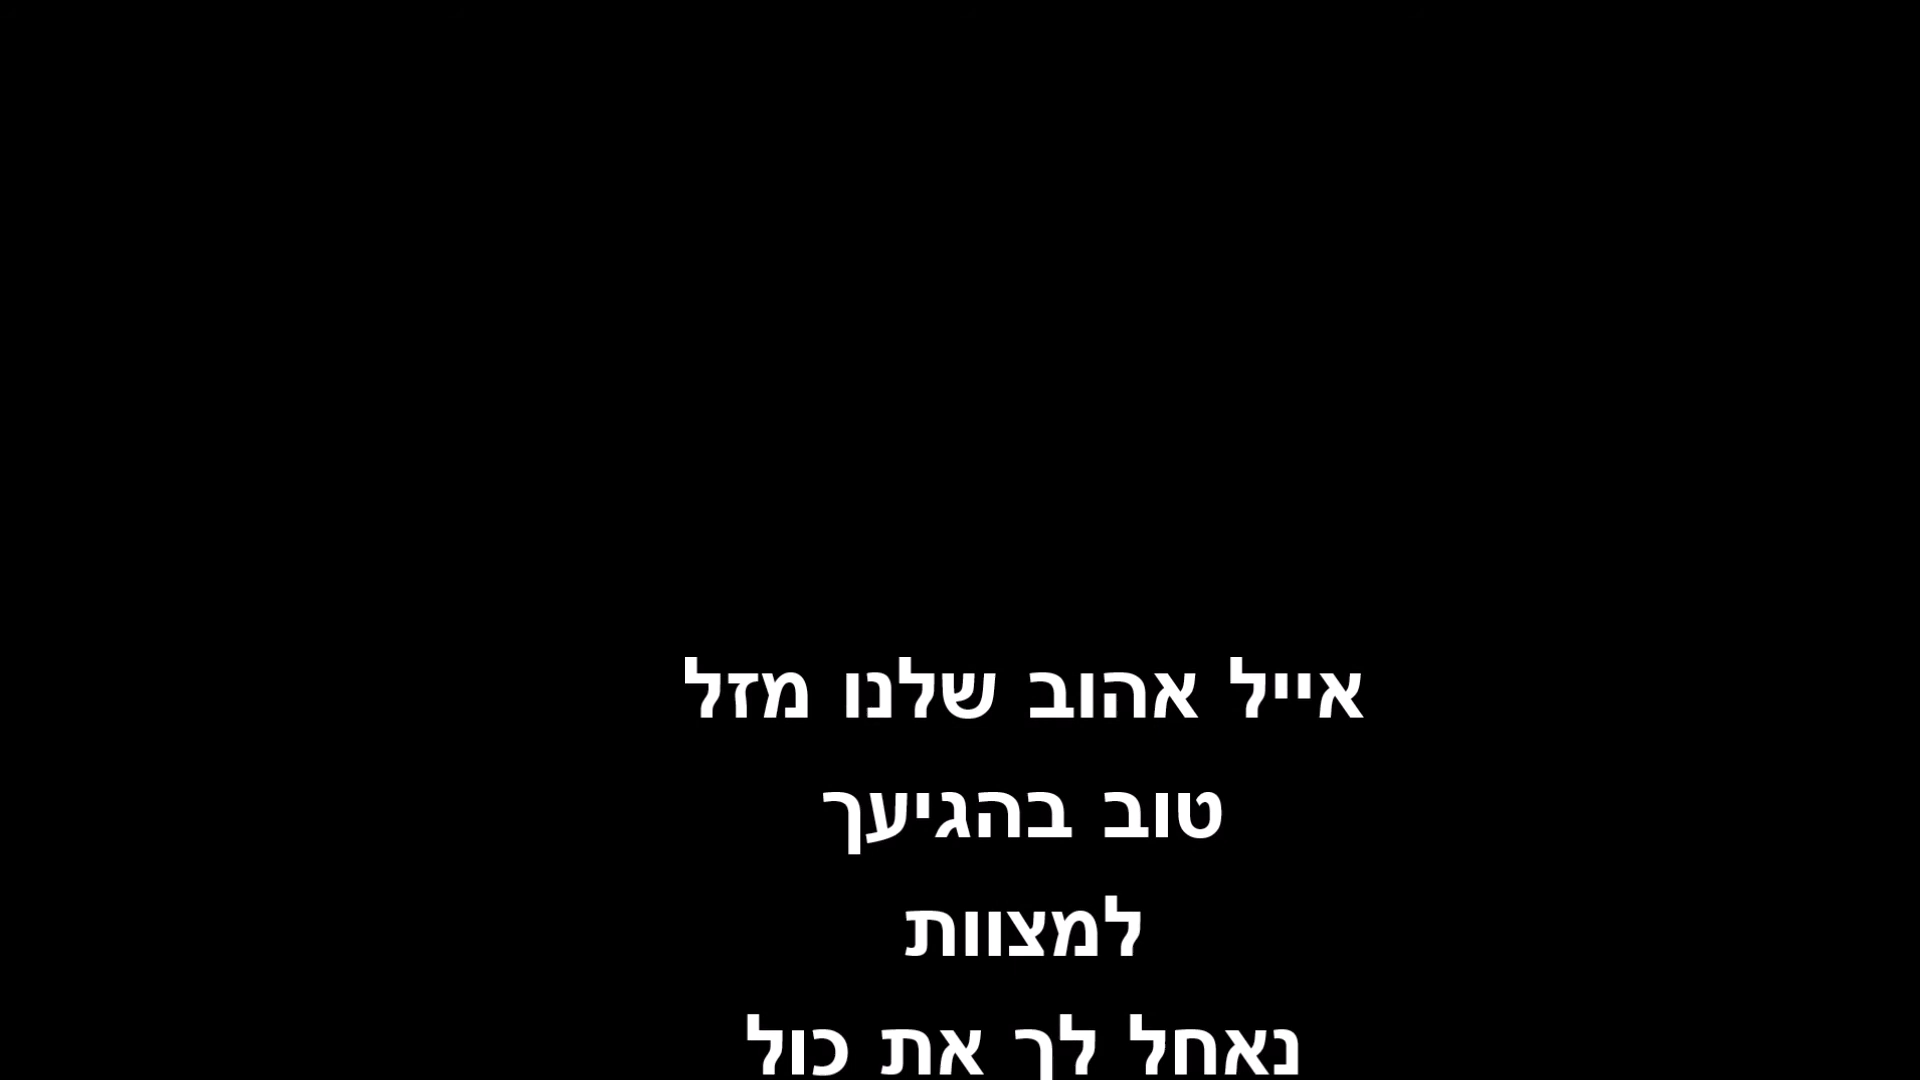 אייל אהוב שלנו מזל
טוב בהגיעך
למצוות
נאחל לך את כול